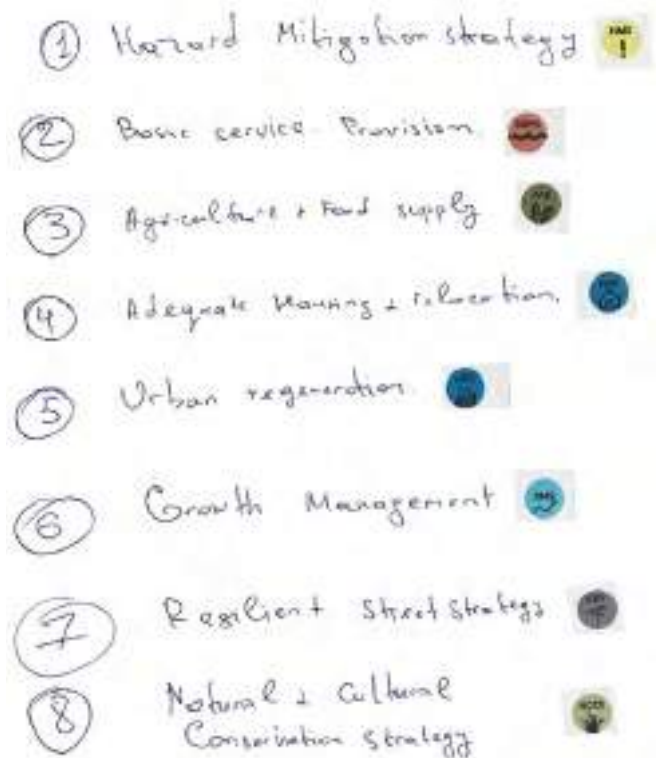 1 Hazard Mitigation strategy !
2 Basic service Provision
3 Agriculture + Food supply
4 Adequate Housing + relocation
5 Urban regeneration
6 Growth Management
7 Resilient Street Strategy
8 Natural + Cultural
Conservation Strategy